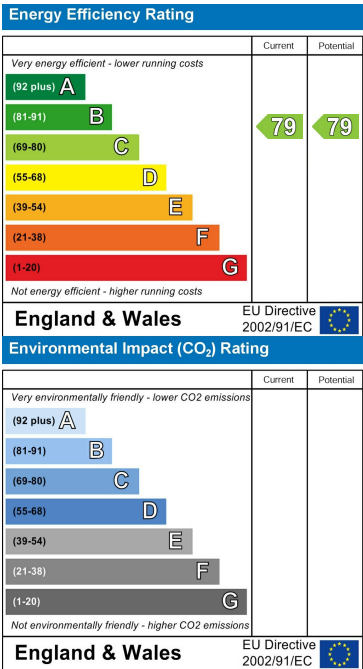 Energy Efficiency Rating
Current Potential
Very energy efficient - lower running costs
(92 plus) A
(81-91) B
79 79
(69-80) C
(55-68) D
(39-54) E
(21-38) F
(1-20) G
Not energy efficient - higher running costs
England & Wales
EU Directive
2002/91/EC
Environmental Impact (CO₂) Rating
Current Potential
Very environmentally friendly - lower CO2 emissions
(92 plus) A
(81-91) B
(69-80) C
(55-68) D
(39-54) E
(21-38) F
(1-20) G
Not environmentally friendly - higher CO2 emissions
England & Wales
EU Directive
2002/91/EC